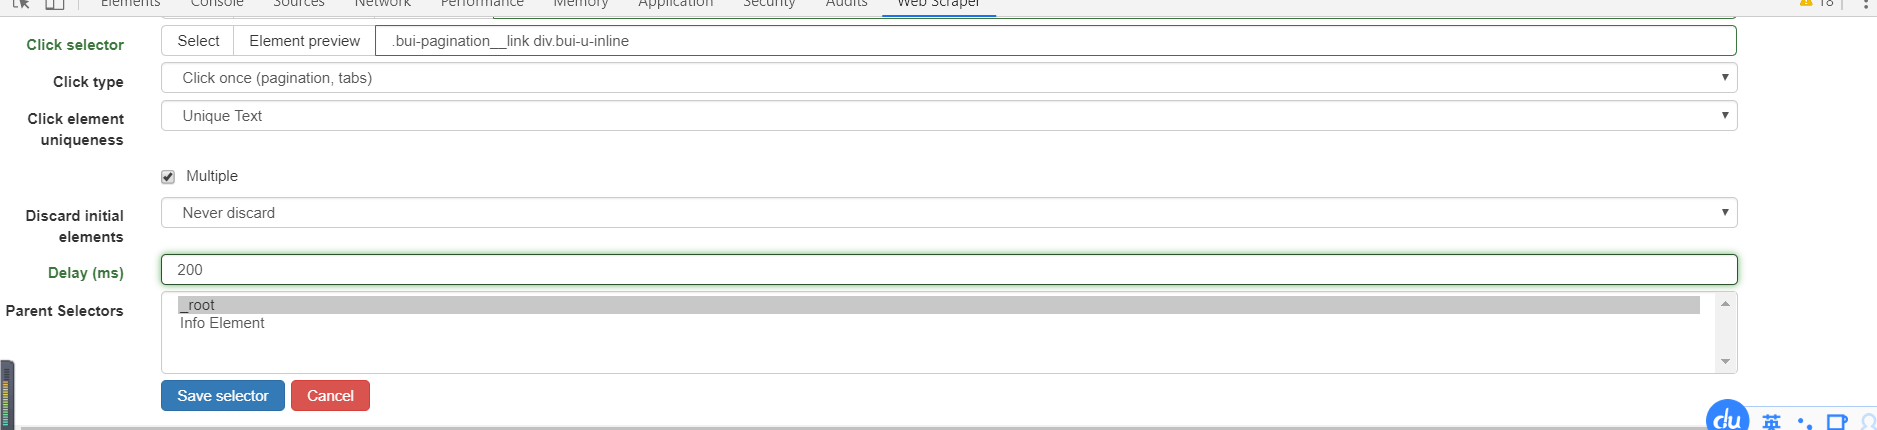 Elements Console Sources Network Performance Memory Application Security Audits Web Scraper 18
Click selector Select Element preview .bui-pagination__link div.bui-u-inline
Click type Click once (pagination, tabs)
Click element uniqueness Unique Text
Multiple
Discard initial elements Never discard
Delay (ms) 200
Parent Selectors _root
Info Element
Save selector Cancel
du 英